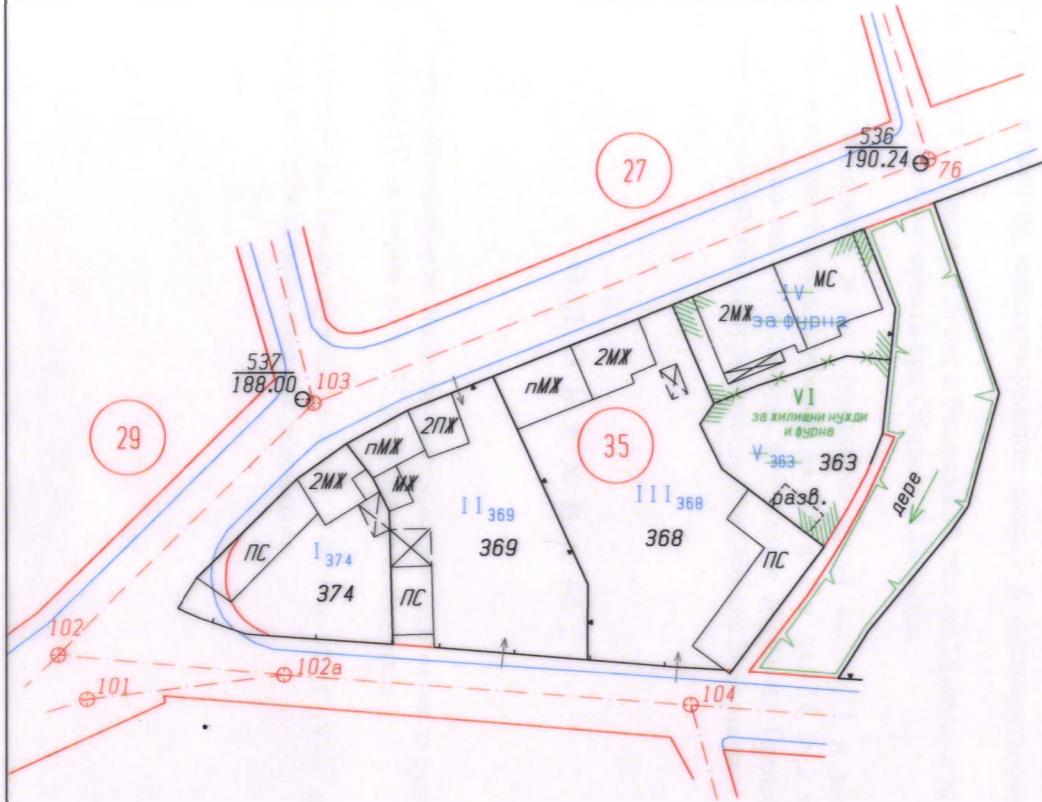 536
190.24
76
27
МС
IV
2МЖ
за фурна
537
188.00
103
2МЖ
пМЖ
VI
за жилищни нужди
и фурна
2ПЖ
29
35
пМЖ
V 363
363
МЖ
2МЖ
разв.
дере
II 369
III 368
369
368
ПС
I 374
ПС
374
ПС
102
102а
101
104